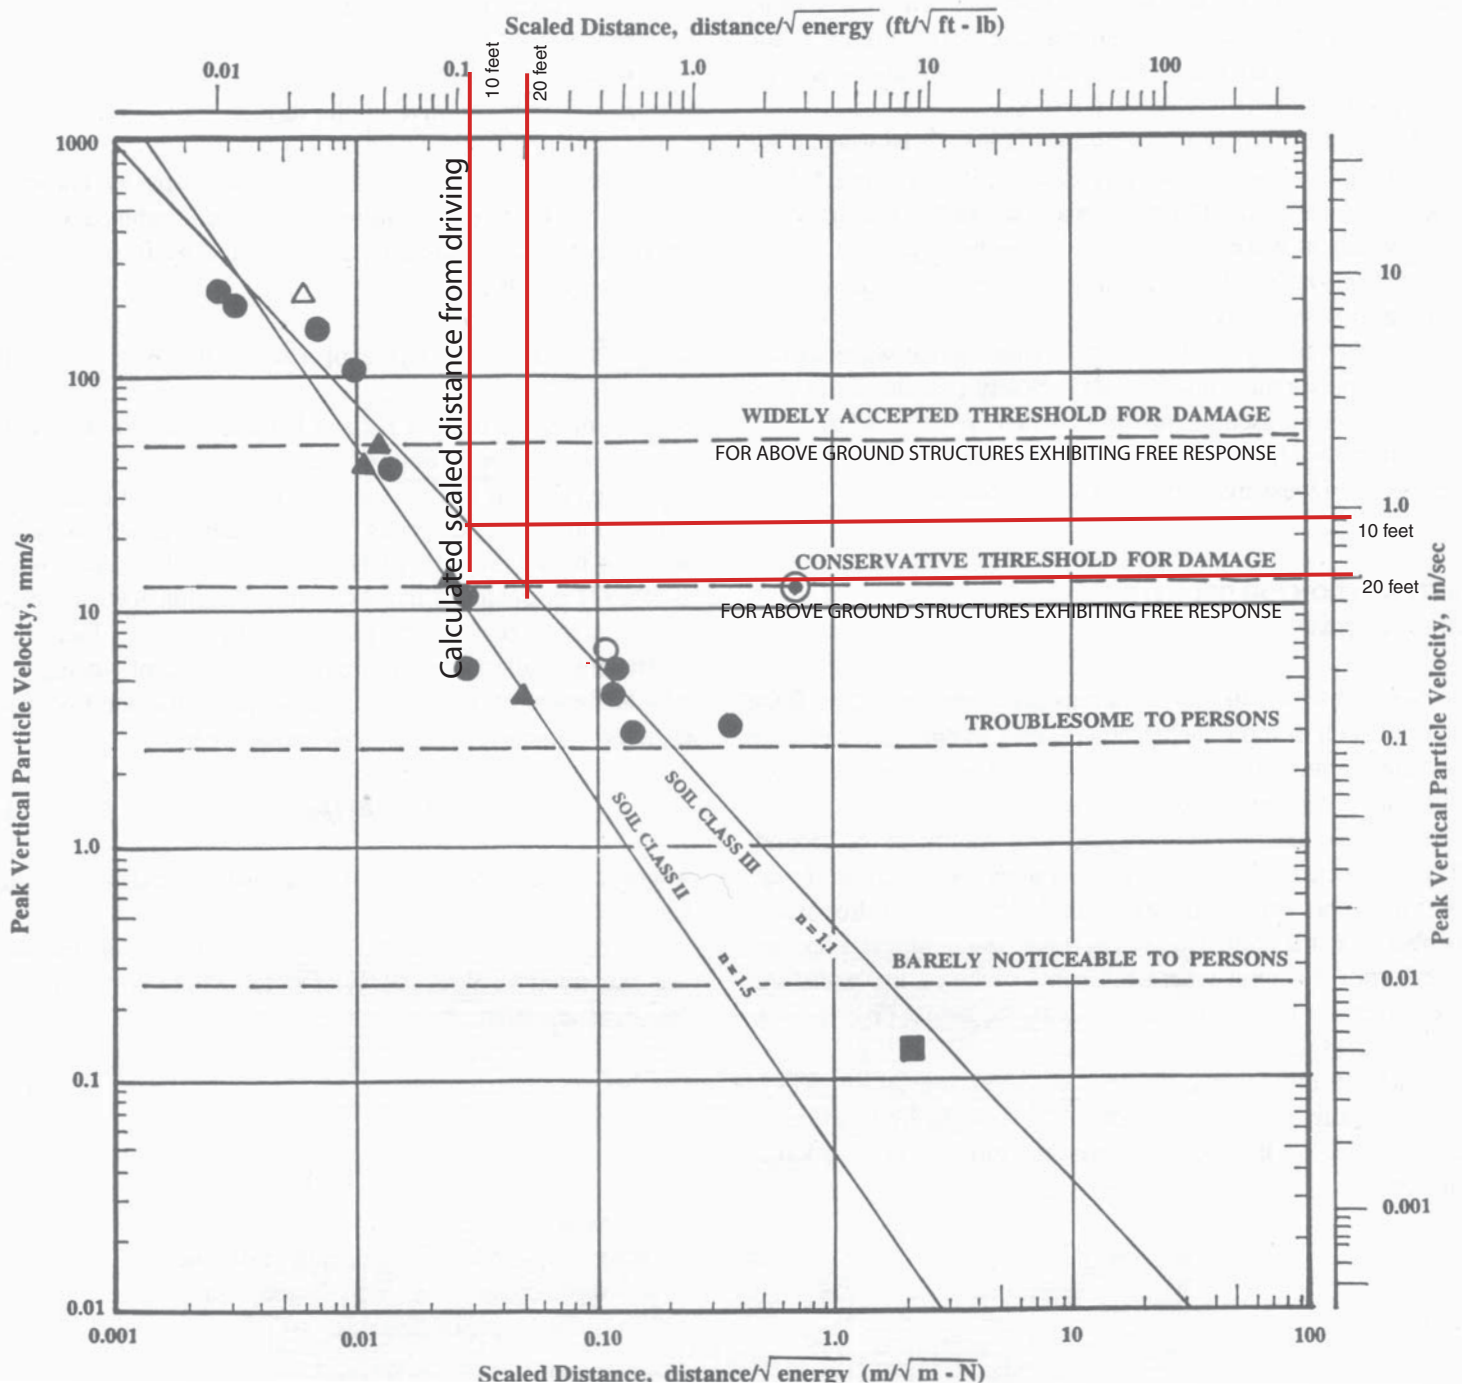 Scaled Distance, distance/√energy (ft/√ft - lb)
0.01
0.1
10 feet
20 feet
1.0
10
100
1000
100
10
1.0
0.1
0.01
Peak Vertical Particle Velocity, mm/s
Calculated scaled distance from driving
WIDELY ACCEPTED THRESHOLD FOR DAMAGE
FOR ABOVE GROUND STRUCTURES EXHIBITING FREE RESPONSE
CONSERVATIVE THRESHOLD FOR DAMAGE
FOR ABOVE GROUND STRUCTURES EXHIBITING FREE RESPONSE
TROUBLESOME TO PERSONS
SOIL CLASS III
SOIL CLASS II
n = 1.1
n = 1.5
BARELY NOTICEABLE TO PERSONS
10
1.0
10 feet
20 feet
0.1
0.01
0.001
Peak Vertical Particle Velocity, in/sec
0.001
0.01
0.10
1.0
10
100
Scaled Distance, distance/√energy (m/√m - N)